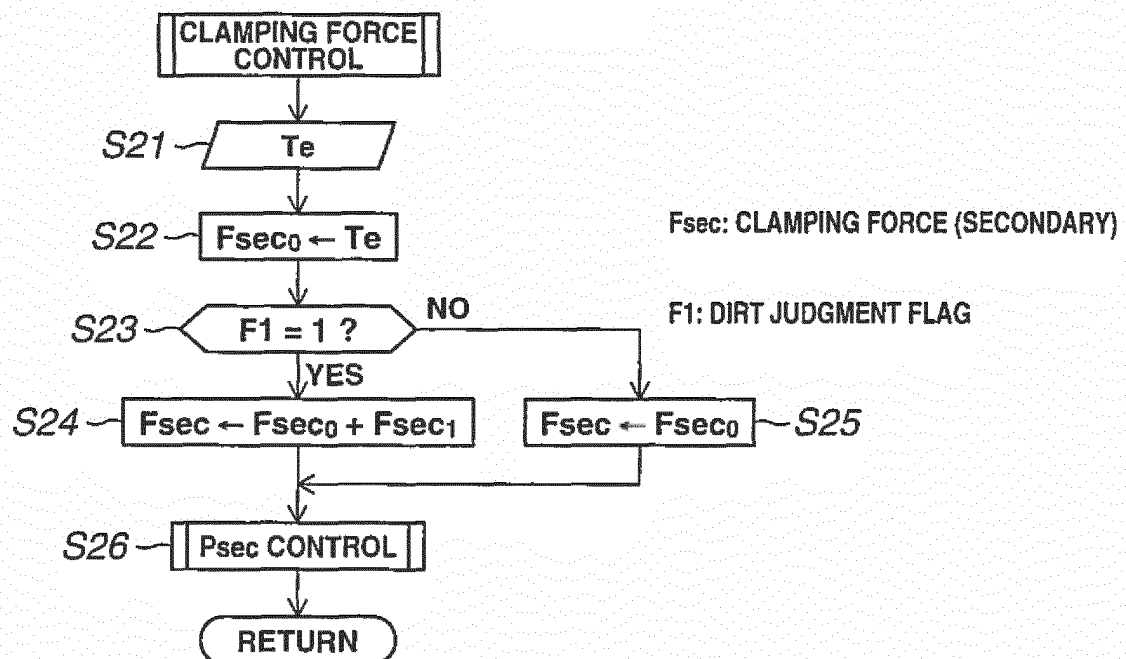 CLAMPING FORCE
CONTROL
S21
Te
S22
Fsec₀ ← Te
Fsec: CLAMPING FORCE (SECONDARY)
S23
F1 = 1 ?
NO
F1: DIRT JUDGMENT FLAG
YES
S24
Fsec ← Fsec₀ + Fsec₁
Fsec ← Fsec₀
S25
S26
Psec CONTROL
RETURN